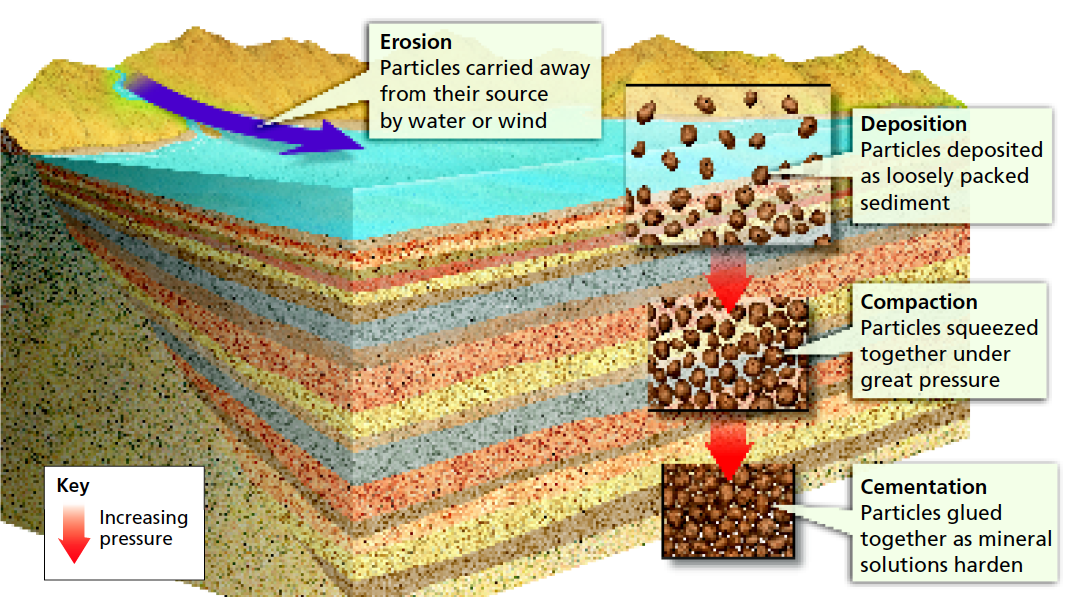 Erosion
Particles carried away
from their source
by water or wind
Deposition
Particles deposited
as loosely packed
sediment
Compaction
Particles squeezed
together under
great pressure
Cementation
Particles glued
together as mineral
solutions harden
Key
Increasing
pressure